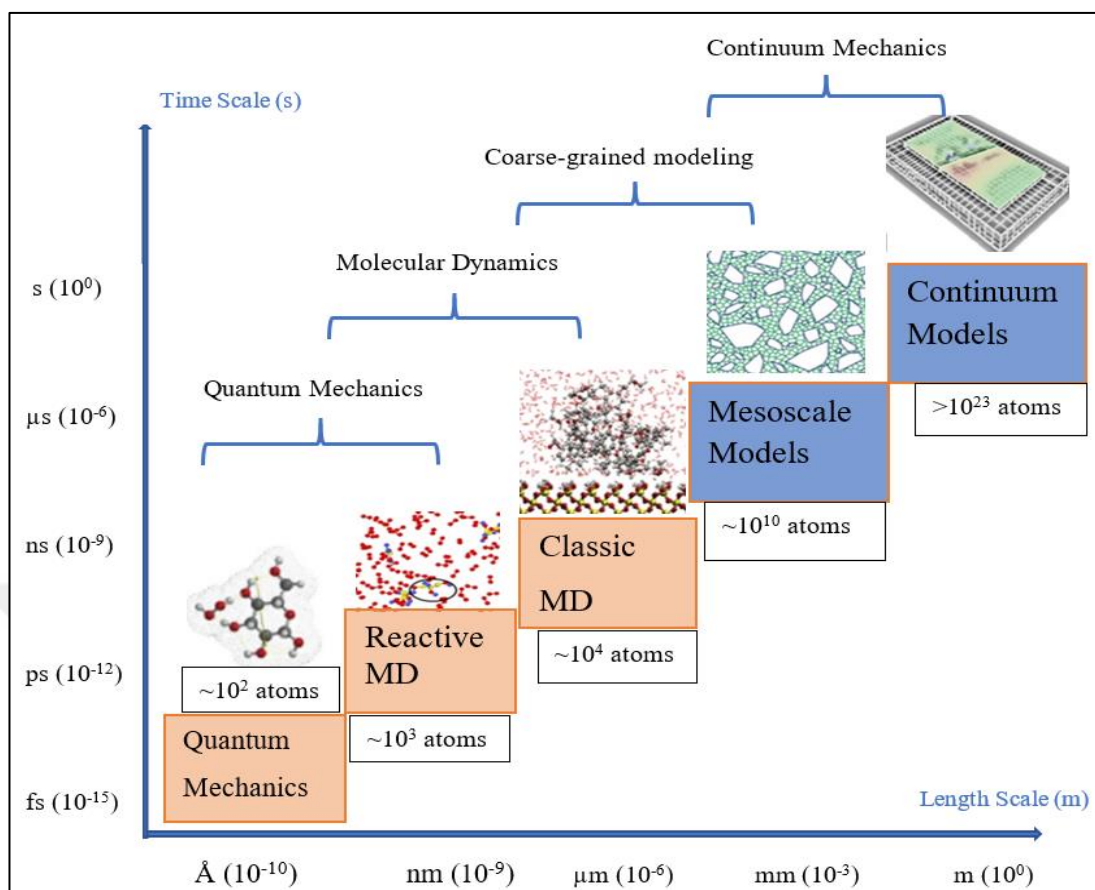 Continuum Mechanics
Time Scale (s)
Coarse-grained modeling
Molecular Dynamics
Quantum Mechanics
s (10⁰)
µs (10⁻⁶)
ns (10⁻⁹)
ps (10⁻¹²)
fs (10⁻¹⁵)
Continuum
Models
>10²³ atoms
Mesoscale
Models
~10¹⁰ atoms
Classic
MD
~10⁴ atoms
Reactive
MD
~10³ atoms
~10² atoms
Quantum
Mechanics
Length Scale (m)
Å (10⁻¹⁰)
nm (10⁻⁹)
µm (10⁻⁶)
mm (10⁻³)
m (10⁰)